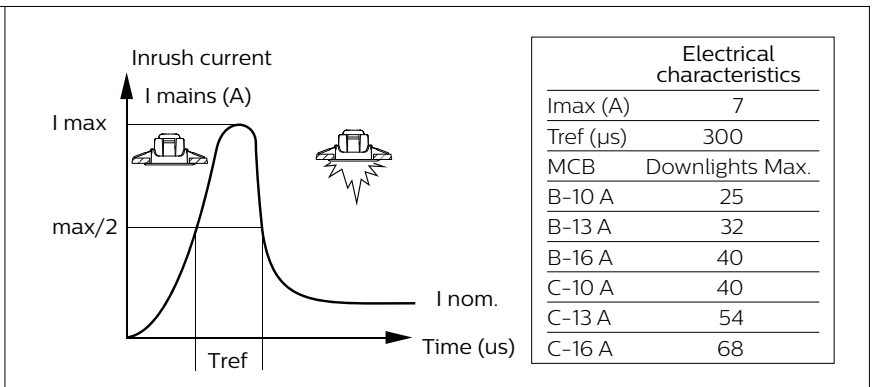 Inrush current
I mains (A)
I max
max/2
I nom.
Time (us)
Tref
Electrical
characteristics
Imax (A) 7
Tref (µs) 300
MCB Downlights Max.
B-10 A 25
B-13 A 32
B-16 A 40
C-10 A 40
C-13 A 54
C-16 A 68